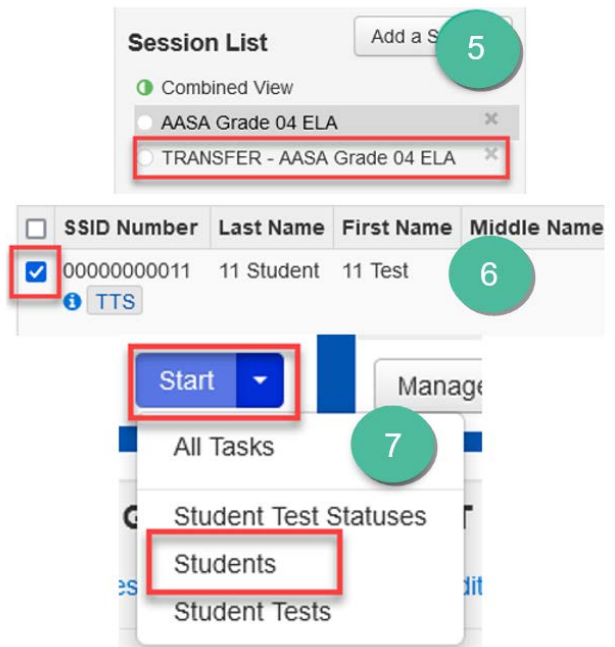 Session List
Add a S
5
Combined View
AASA Grade 04 ELA
TRANSFER - AASA Grade 04 ELA
SSID Number Last Name First Name Middle Name
00000000011 11 Student 11 Test
6
TTS
Start
Manage
All Tasks
7
Student Test Statuses
Students
Student Tests